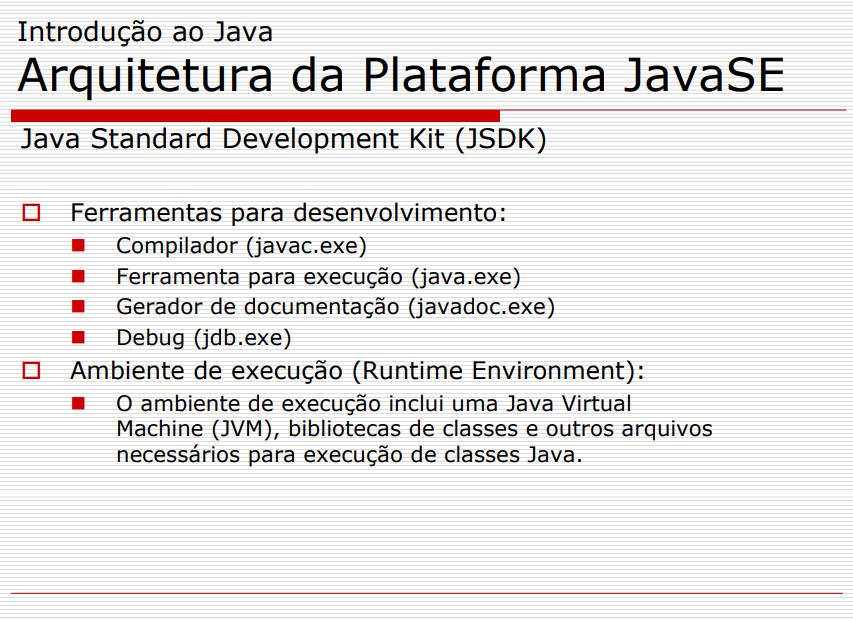 Introdução ao Java
Arquitetura da Plataforma JavaSE
Java Standard Development Kit (JSDK)
Ferramentas para desenvolvimento:
Compilador (javac.exe)
Ferramenta para execução (java.exe)
Gerador de documentação (javadoc.exe)
Debug (jdb.exe)
Ambiente de execução (Runtime Environment):
O ambiente de execução inclui uma Java Virtual
Machine (JVM), bibliotecas de classes e outros arquivos
necessários para execução de classes Java.